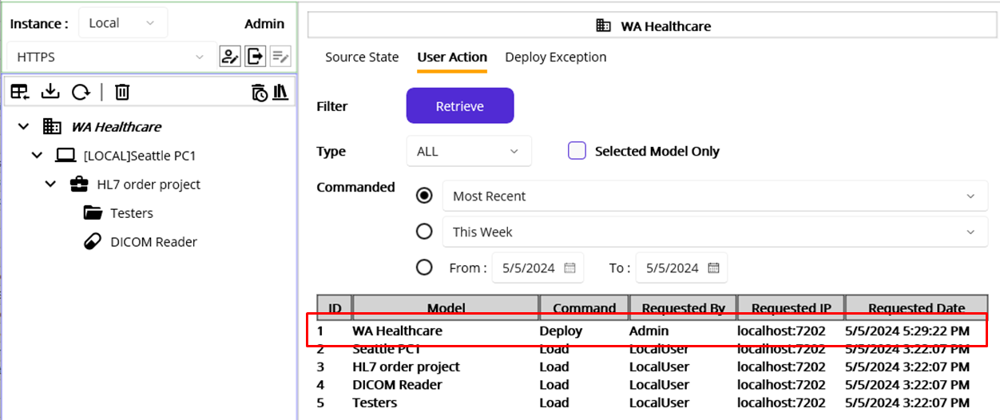 Instance : Local Admin
HTTPS
WA Healthcare
[LOCAL]Seattle PC1
HL7 order project
Testers
DICOM Reader
WA Healthcare
Source State User Action Deploy Exception
Filter Retrieve
Type ALL Selected Model Only
Commanded Most Recent
This Week
From : 5/5/2024 To : 5/5/2024
ID Model Command Requested By Requested IP Requested Date
1 WA Healthcare Deploy Admin localhost:7202 5/5/2024 5:29:22 PM
2 Seattle PC1 Load LocalUser localhost:7202 5/5/2024 3:22:07 PM
3 HL7 order project Load LocalUser localhost:7202 5/5/2024 3:22:07 PM
4 DICOM Reader Load LocalUser localhost:7202 5/5/2024 3:22:07 PM
5 Testers Load LocalUser localhost:7202 5/5/2024 3:22:07 PM